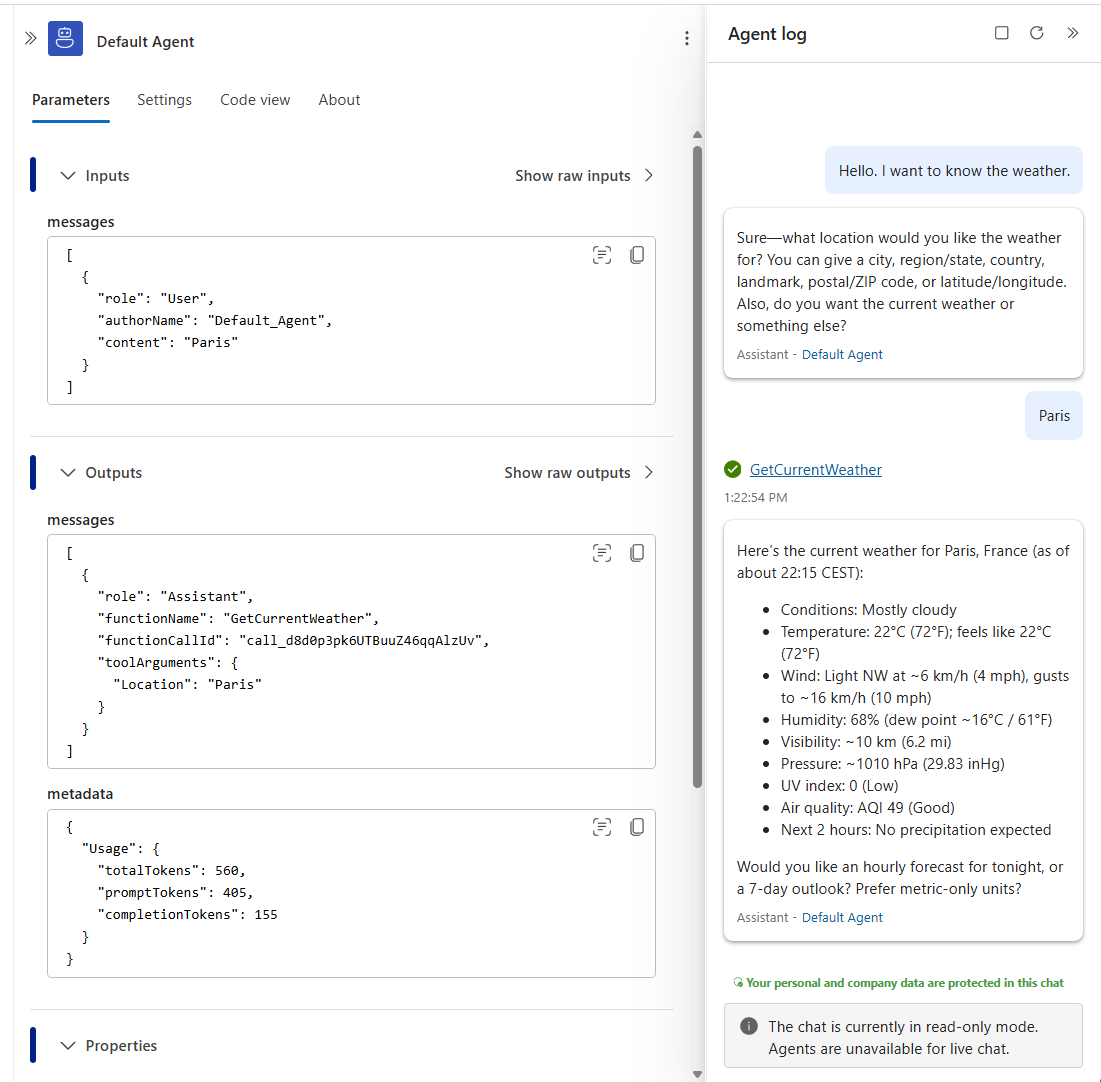 Default Agent
Parameters
Settings
Code view
About
Inputs
Show raw inputs
messages
[
{
"role": "User",
"authorName": "Default_Agent",
"content": "Paris"
}
]
Outputs
Show raw outputs
messages
[
{
"role": "Assistant",
"functionName": "GetCurrentWeather",
"functionCallId": "call_d8d0p3pk6UTBuuZ46qqAlzUv",
"toolArguments": {
"Location": "Paris"
}
}
]
metadata
{
"Usage": {
"totalTokens": 560,
"promptTokens": 405,
"completionTokens": 155
}
}
Properties
Agent log
Hello. I want to know the weather.
Sure—what location would you like the weather
for? You can give a city, region/state, country,
landmark, postal/ZIP code, or latitude/longitude.
Also, do you want the current weather or
something else?
Assistant - Default Agent
Paris
GetCurrentWeather
1:22:54 PM
Here's the current weather for Paris, France (as of
about 22:15 CEST):
• Conditions: Mostly cloudy
• Temperature: 22°C (72°F); feels like 22°C
(72°F)
• Wind: Light NW at ~6 km/h (4 mph), gusts
to ~16 km/h (10 mph)
• Humidity: 68% (dew point ~16°C / 61°F)
• Visibility: ~10 km (6.2 mi)
• Pressure: ~1010 hPa (29.83 inHg)
• UV index: 0 (Low)
• Air quality: AQI 49 (Good)
• Next 2 hours: No precipitation expected
Would you like an hourly forecast for tonight, or
a 7-day outlook? Prefer metric-only units?
Assistant - Default Agent
Your personal and company data are protected in this chat
The chat is currently in read-only mode.
Agents are unavailable for live chat.